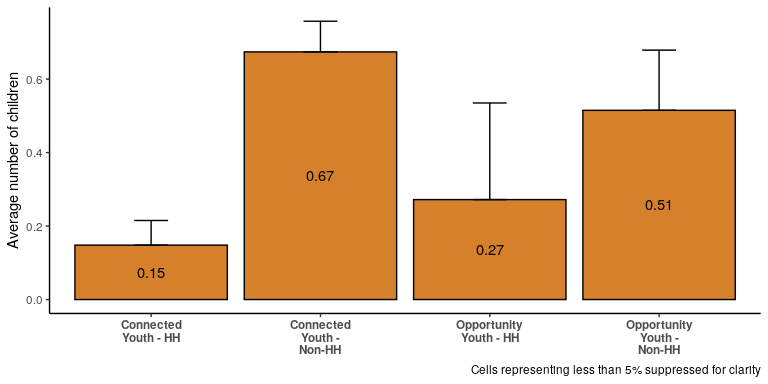 Average number of children
0.6
0.4
0.2
0.0
0.15
0.67
0.27
0.51
Connected
Youth - HH
Connected
Youth -
Non-HH
Opportunity
Youth - HH
Opportunity
Youth -
Non-HH
Cells representing less than 5% suppressed for clarity